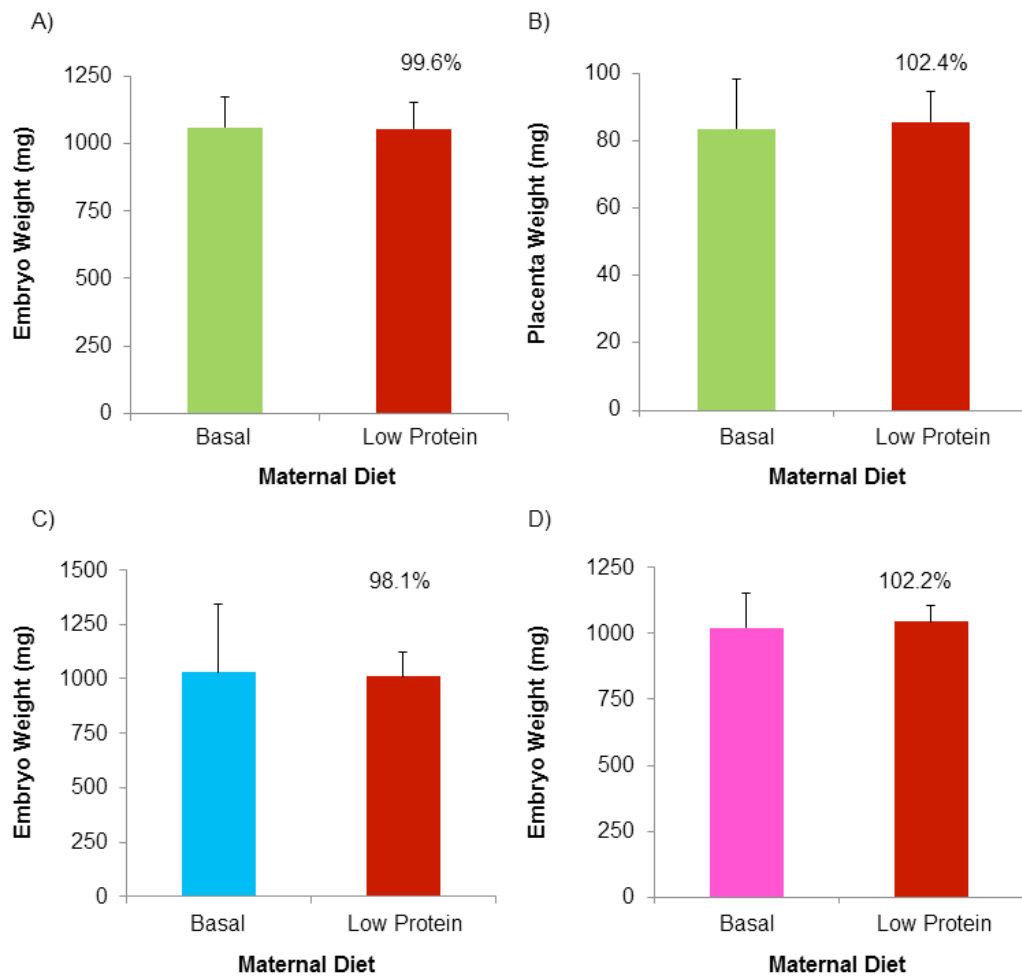 A)
99.6%
1250
1000
750
500
250
0
Embryo Weight (mg)
Basal Low Protein
Maternal Diet
B)
102.4%
100
80
60
40
20
0
Placenta Weight (mg)
Basal Low Protein
Maternal Diet
C)
98.1%
1500
1250
1000
750
500
250
0
Embryo Weight (mg)
Basal Low Protein
Maternal Diet
D)
102.2%
1250
1000
750
500
250
0
Embryo Weight (mg)
Basal Low Protein
Maternal Diet